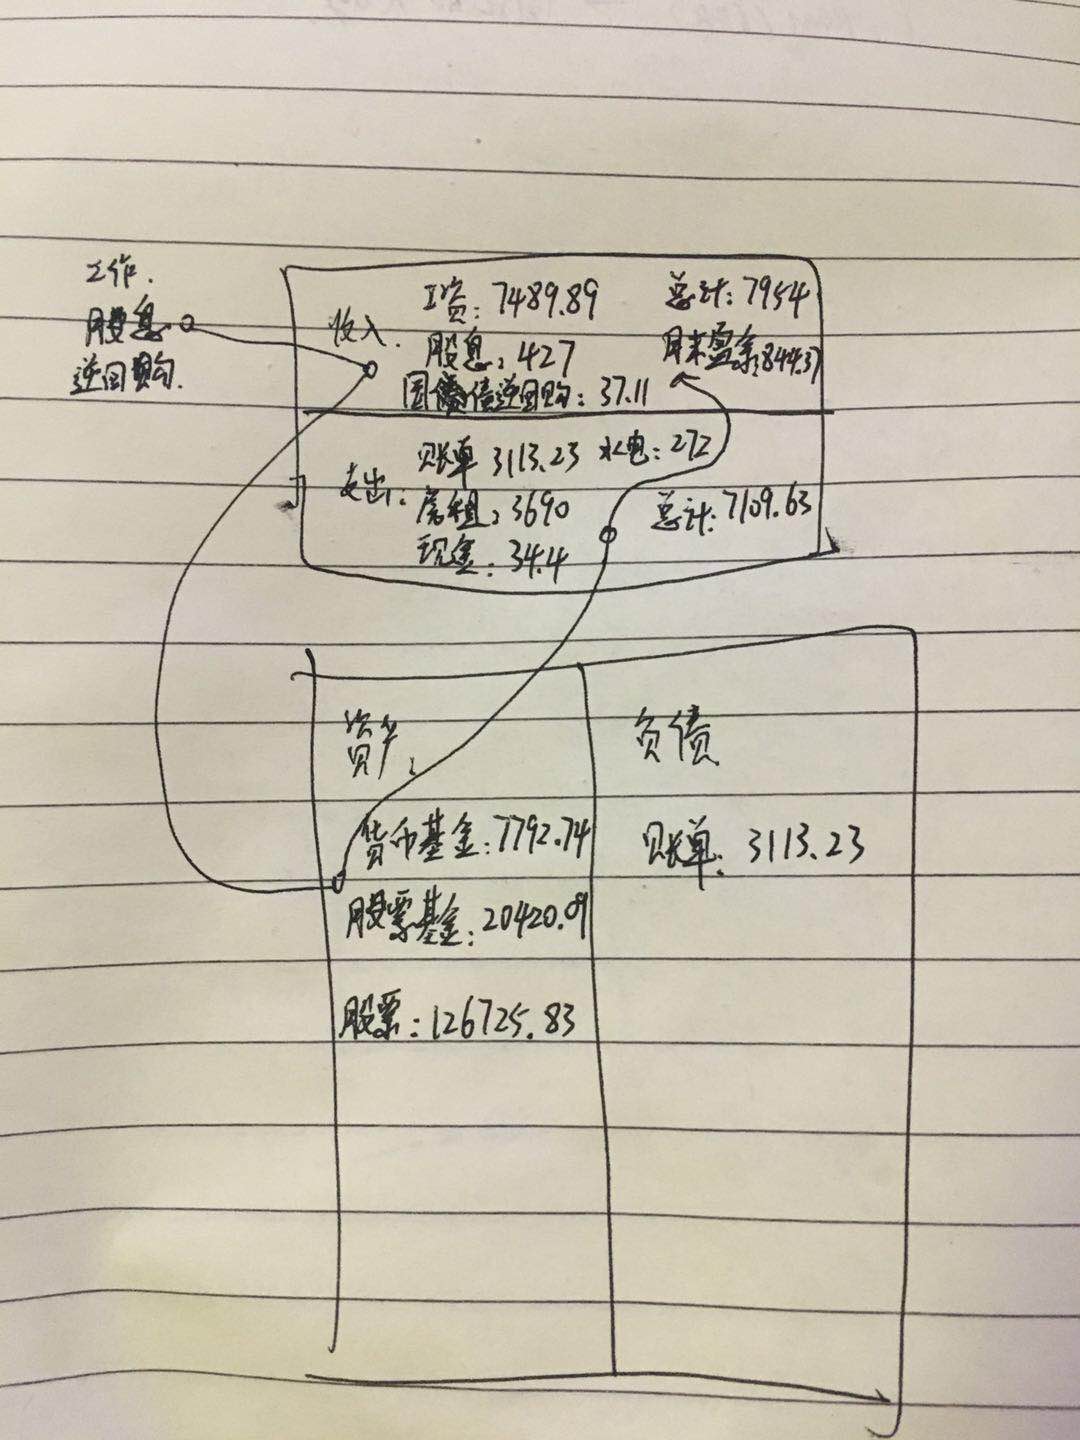 工作.
股息
逆回购.
收入.
工资: 7489.89
总计: 7954
股息: 427
月末盈余: 844.37
国债逆回购: 37.11
支出:
账单 3113.23 水电: 272
房租: 3690
总计: 7109.63
现金: 34.4
资产:
负债
货币基金: 7792.74
账单: 3113.23
股票基金: 20420.09
股票: 126725.83